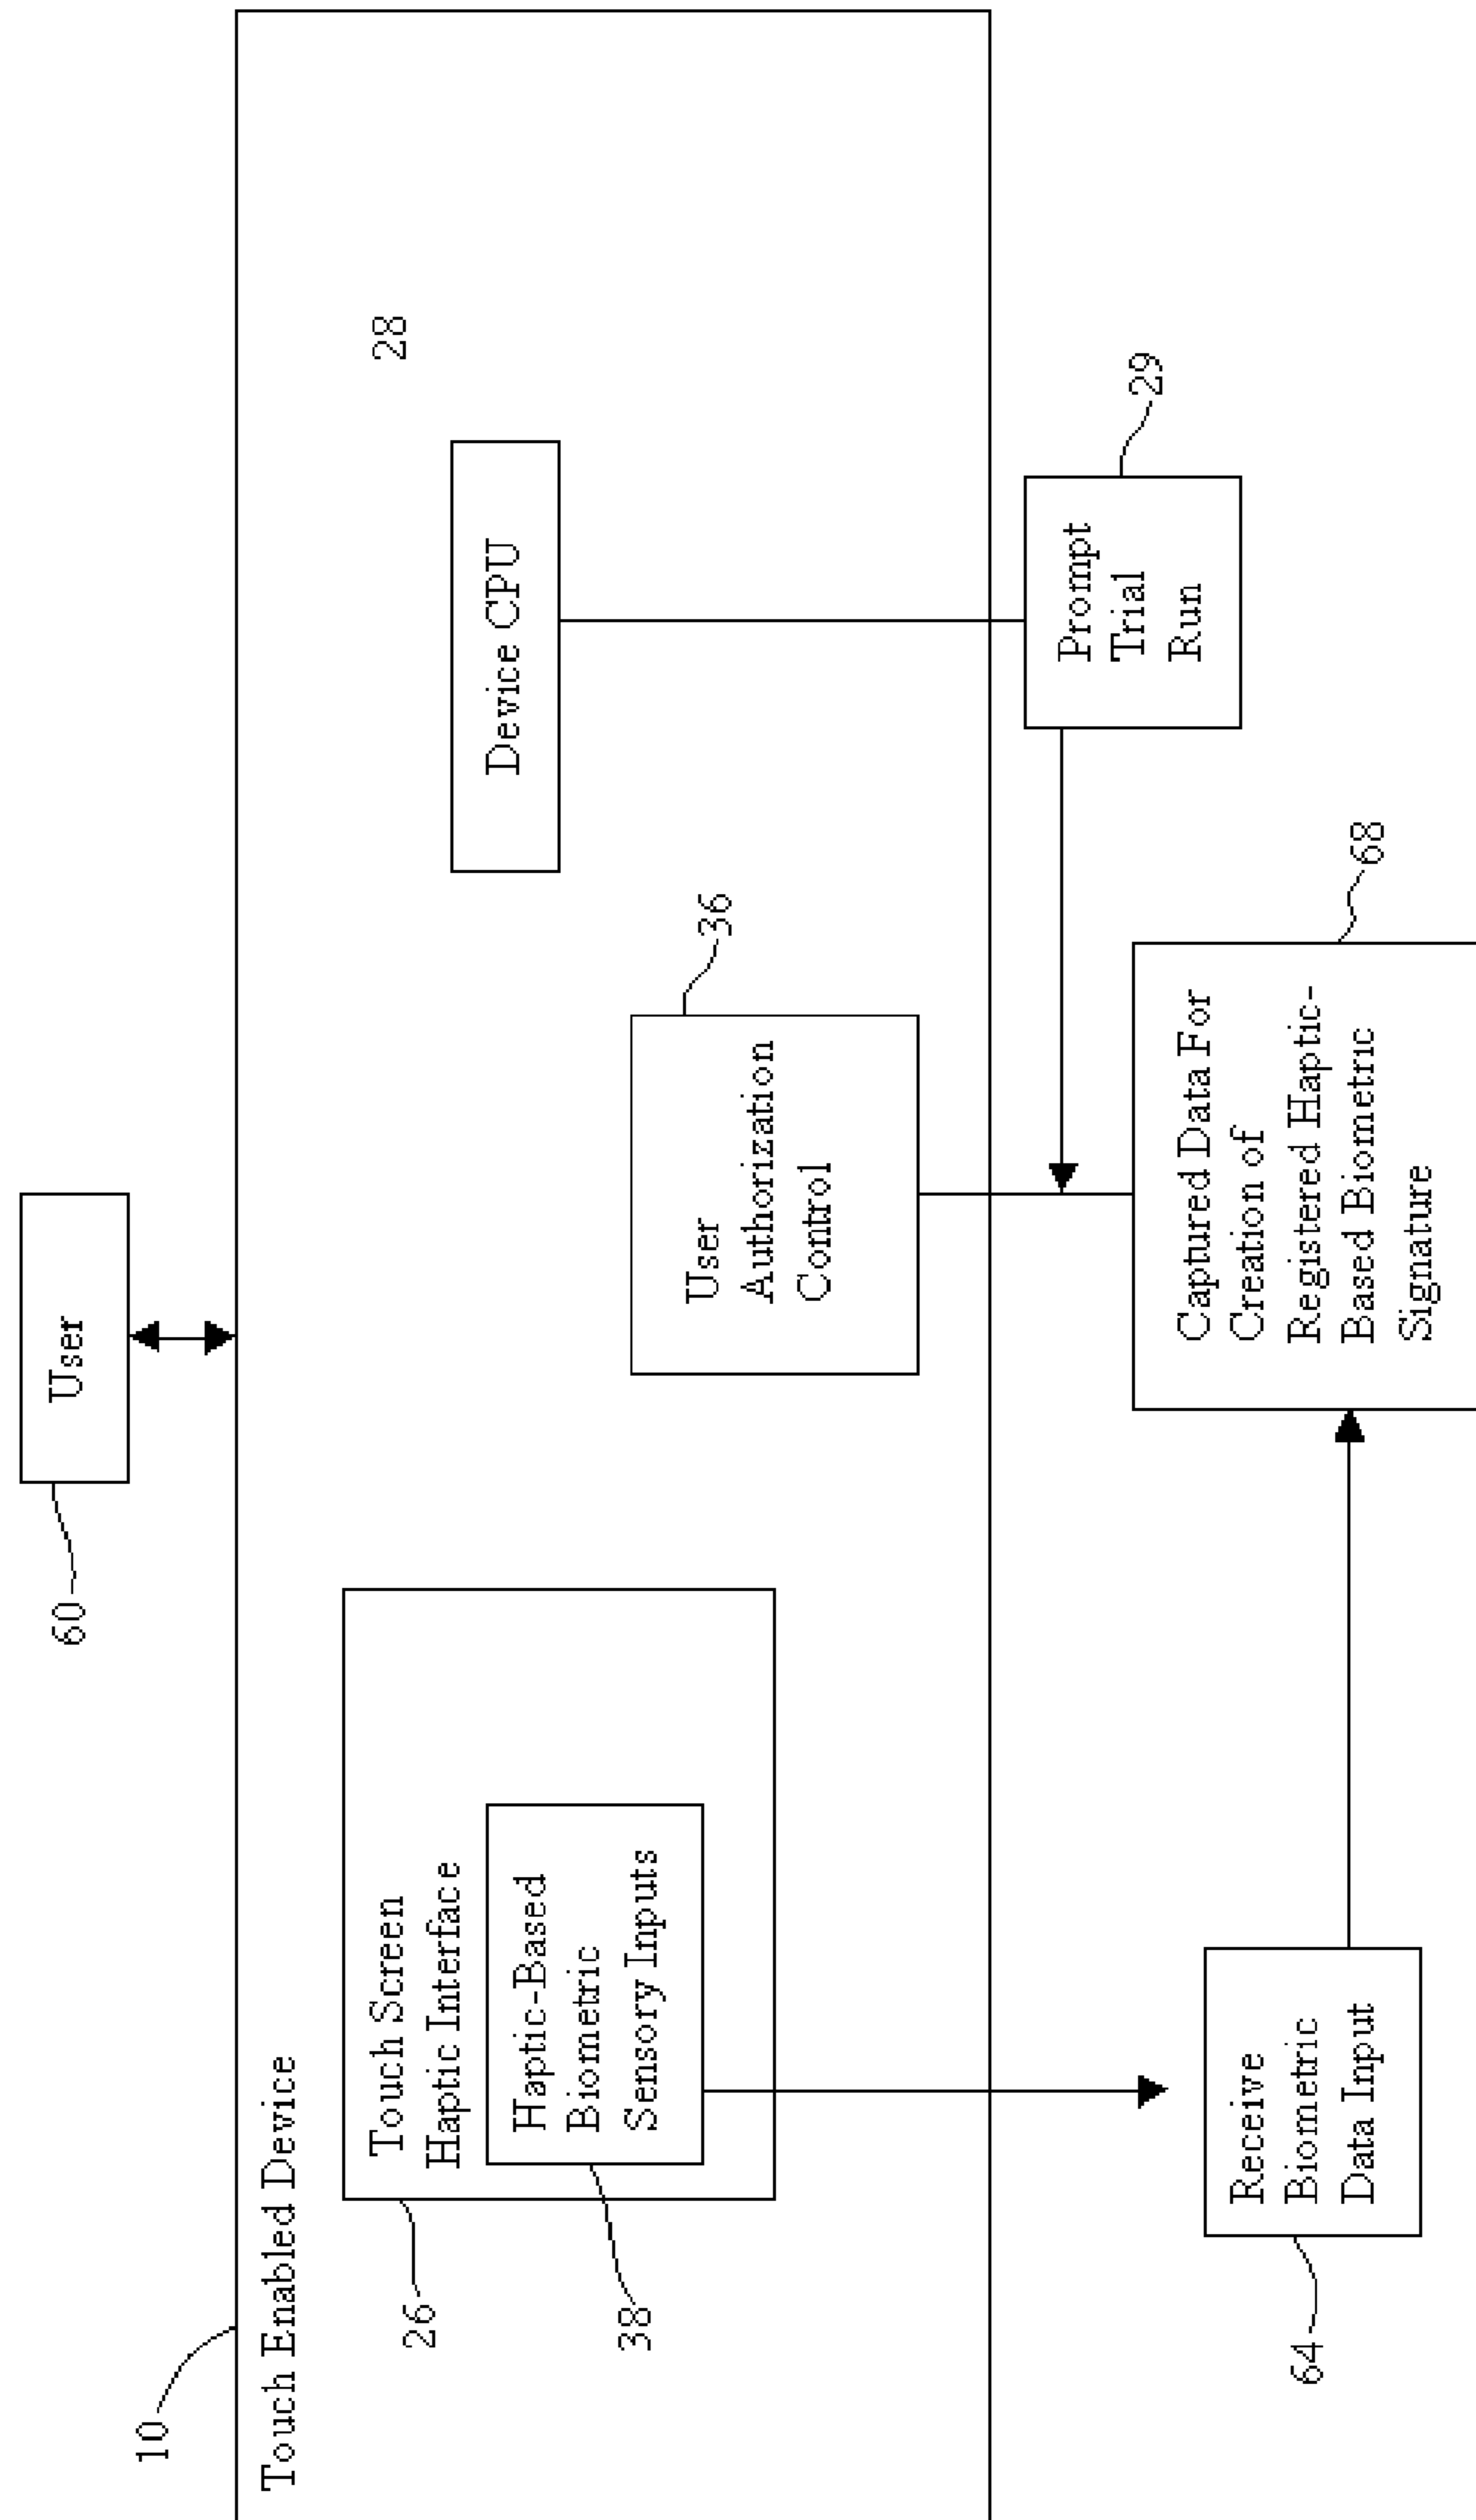 60
User
10
Touch Enabled Device
26
Touch Screen
Haptic Interface
38
Haptic-Based
Biometric
Sensory Inputs
28
Device CPU
36
User
Authorization
Control
29
Prompt
Trial
Run
64
Receive
Biometric
Data Input
68
Captured Data For
Creation of
Registered Haptic-
Based Biometric
Signature